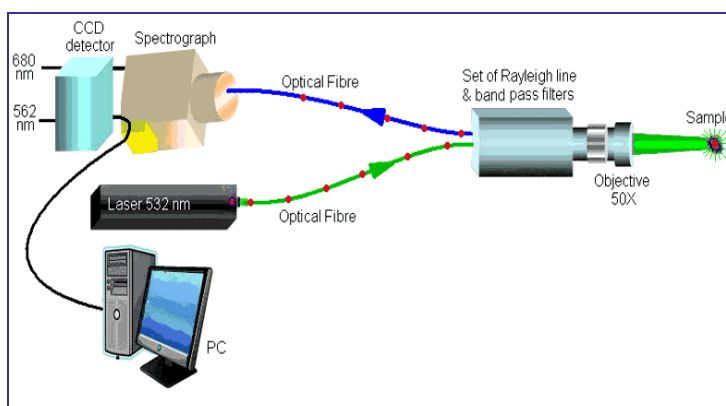 CCD
detector
Spectrograph
680
nm
562
nm
Optical Fibre
Set of Rayleigh line
& band pass filters
Sample
Objective
50X
Laser 532 nm
Optical Fibre
PC